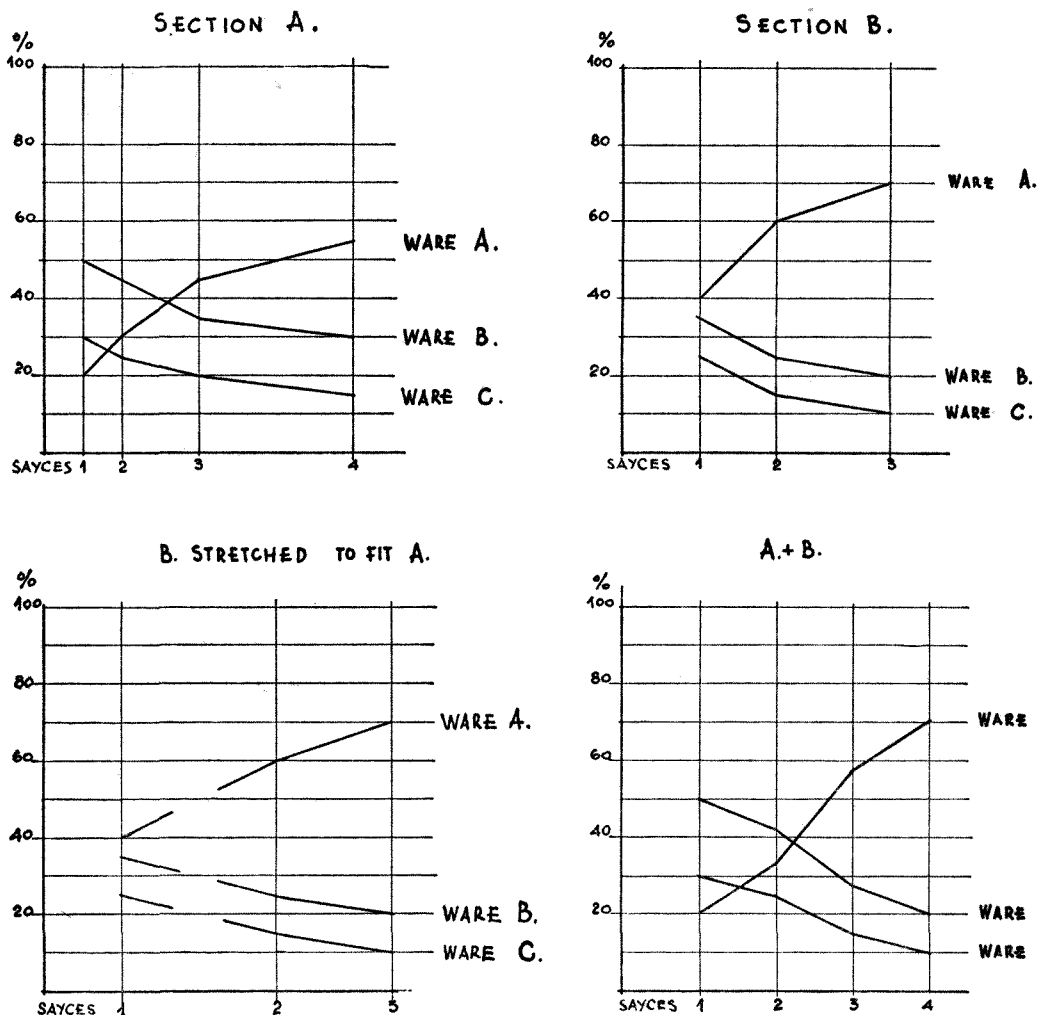 SECTION A.
%
100
80
60
40
20
WARE A.
WARE B.
WARE C.
SAYCES 1 2 3 4
SECTION B.
%
100
80
60
40
20
WARE A.
WARE B.
WARE C.
SAYCES 1 2 3
B. STRETCHED TO FIT A.
%
100
80
60
40
20
WARE A.
WARE B.
WARE C.
SAYCES 1 2 3
A.+ B.
%
100
80
60
40
20
WARE
WARE
WARE
SAYCES 1 2 3 4